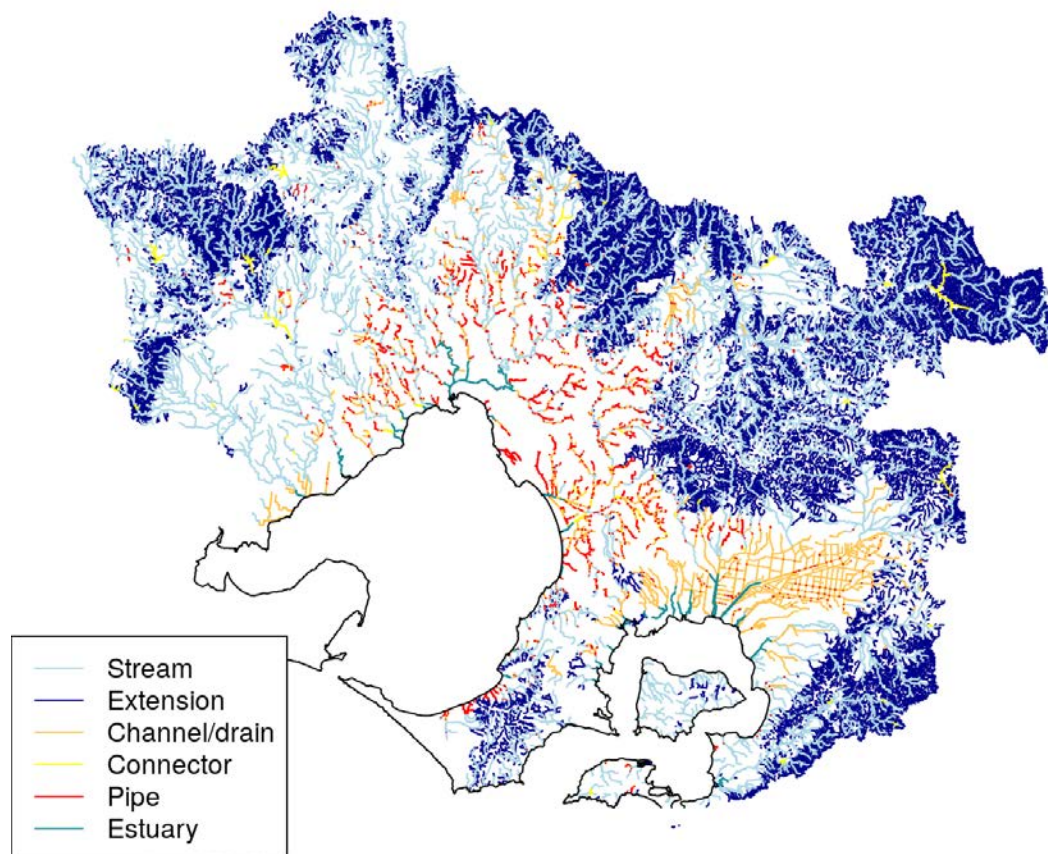 Stream
Extension
Channel/drain
Connector
Pipe
Estuary